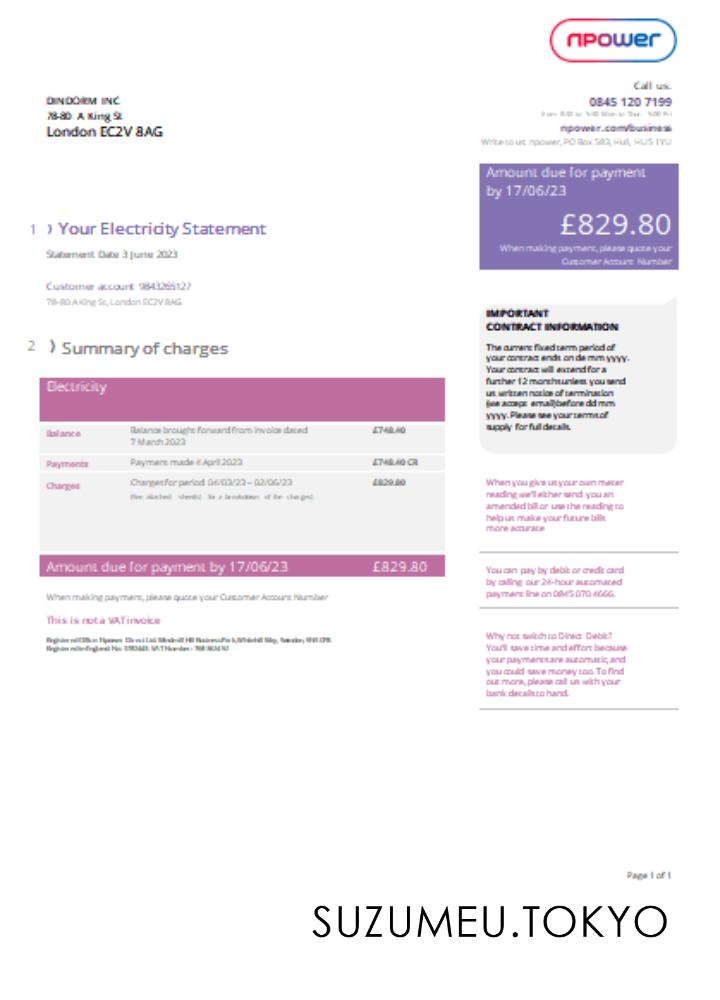 npower
Call us:
0845 120 7199
npower.com/business
Write to us: npower, PO Box 583, Hull, HU5 1YU
DINDORM INC
78-80 A King St
London EC2V 8AG
Amount due for payment
by 17/06/23
£829.80
When making payment, please quote your
Customer Account Number
1 ) Your Electricity Statement
Statement Date 3 June 2023
Customer account 9843265127
78-80 A King St, London EC2V 8AG
IMPORTANT
CONTRACT INFORMATION
The current fixed term period of
your contract ends on de mm yyyy.
Your contract will extend for a
further 12 months unless you send
us written notice of termination
(we accept email) before dd mm
yyyy. Please see your terms of
supply for full details.
2 ) Summary of charges
Electricity
Balance Balance brought forward from invoice dated £748.40
7 March 2023
Payments Payment made 4 April 2023 £748.40 CR
Charges Charges for period 04/03/23 – 02/06/23 £829.80
(See attached sheet(s) for a breakdown of the charges)
Amount due for payment by 17/06/23 £829.80
When making payment, please quote your Customer Account Number
This is not a VAT invoice
When you give us your own meter
reading we'll either send you an
amended bill or use the reading to
help us make your future bills
more accurate
You can pay by debit or credit card
by calling our 24-hour automated
payment line on 0845 070 4666.
Why not switch to Direct Debit?
You'll save time and effort because
your payments are automatic, and
you could save money too. To find
out more, please call us with your
bank details to hand.
Page 1 of 1
SUZUMEU.TOKYO